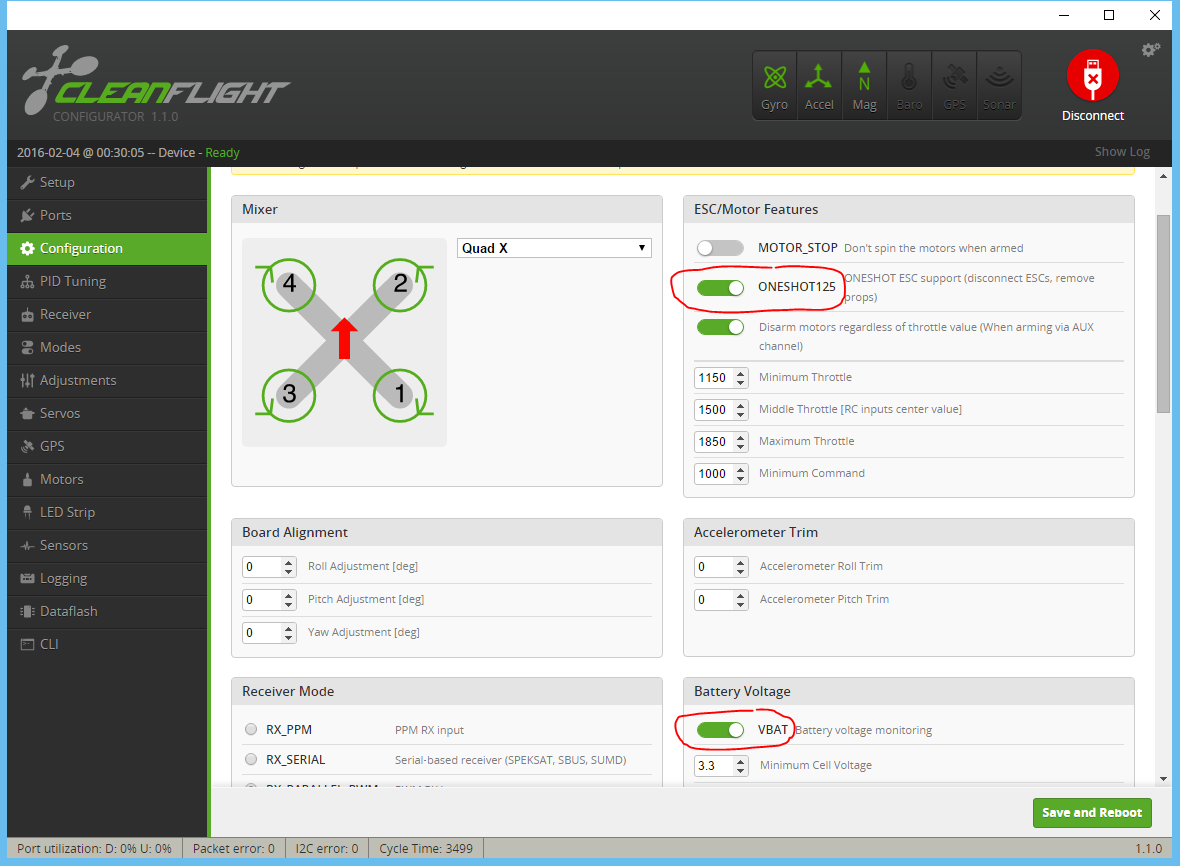 CLEANFLIGHT
CONFIGURATOR 1.1.0
Gyro
Accel
N
Mag
Baro
GPS
Sonar
Disconnect
2016-02-04 @ 00:30:05 -- Device - Ready
Show Log
Setup
Ports
Configuration
PID Tuning
Receiver
Modes
Adjustments
Servos
GPS
Motors
LED Strip
Sensors
Logging
Dataflash
CLI
Mixer
4
2
3
1
Quad X
ESC/Motor Features
MOTOR_STOP Don't spin the motors when armed
ONESHOT125 ONESHOT ESC support (disconnect ESCs, remove
props)
Disarm motors regardless of throttle value (When arming via AUX
channel)
1150 Minimum Throttle
1500 Middle Throttle [RC inputs center value]
1850 Maximum Throttle
1000 Minimum Command
Board Alignment
0 Roll Adjustment [deg]
0 Pitch Adjustment [deg]
0 Yaw Adjustment [deg]
Accelerometer Trim
0 Accelerometer Roll Trim
0 Accelerometer Pitch Trim
Receiver Mode
RX_PPM PPM RX input
RX_SERIAL Serial-based receiver (SPEKSAT, SBUS, SUMD)
Battery Voltage
VBAT Battery voltage monitoring
3.3 Minimum Cell Voltage
Save and Reboot
Port utilization: D: 0% U: 0%
Packet error: 0
I2C error: 0
Cycle Time: 3499
1.1.0